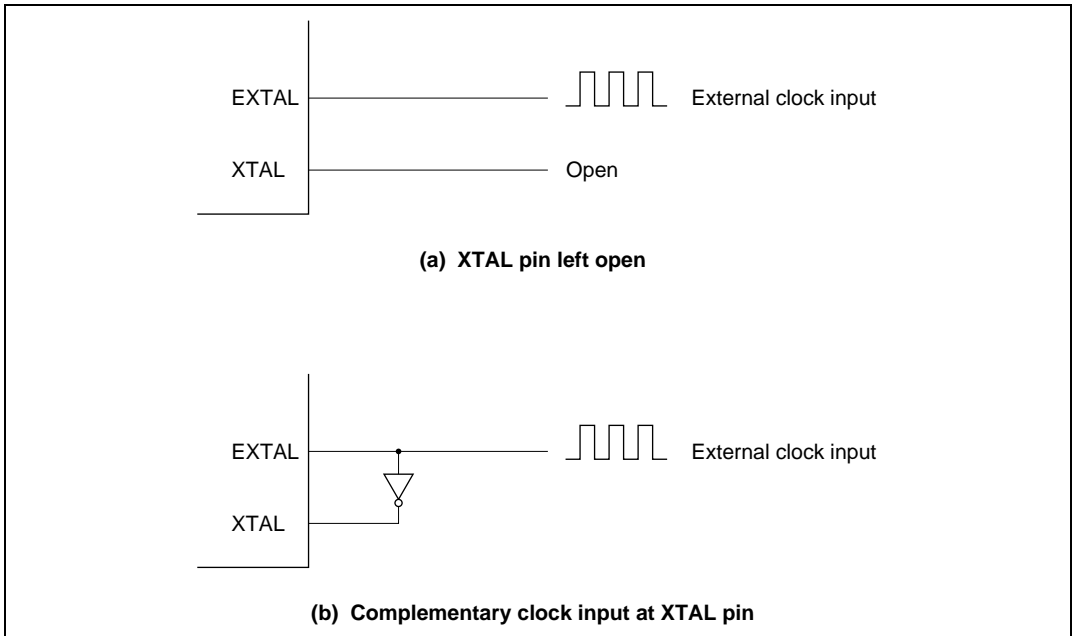 EXTAL External clock input
XTAL Open
(a) XTAL pin left open
EXTAL External clock input
XTAL
(b) Complementary clock input at XTAL pin